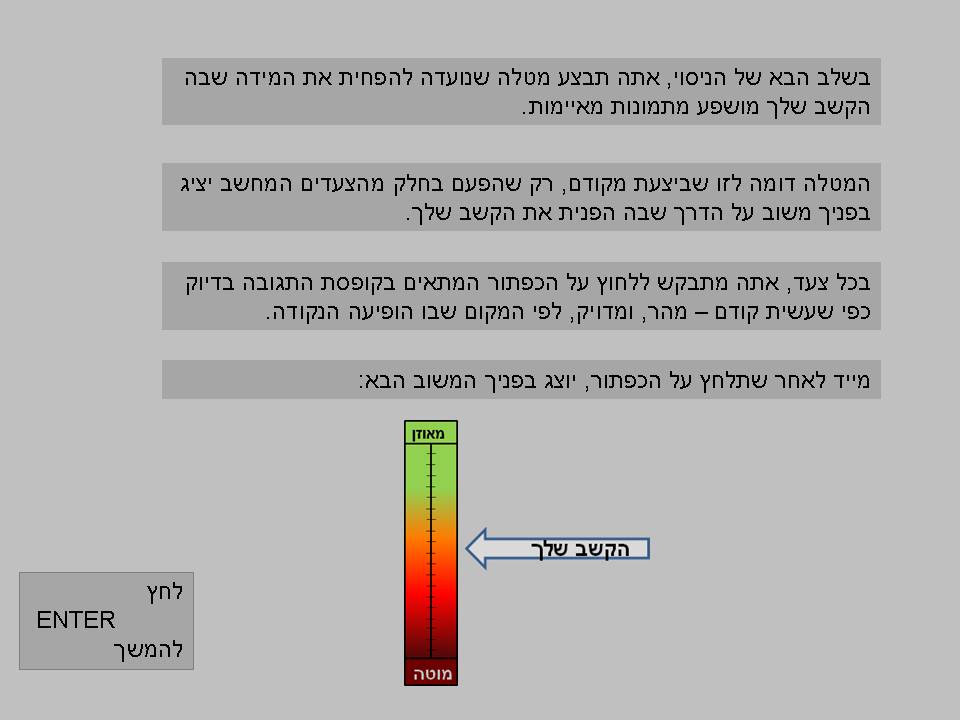 בשלב הבא של הניסוי, אתה תבצע מטלה שנועדה להפחית את המידה שבה
הקשב שלך מושפע מתמונות מאיימות.
המטלה דומה לזו שביצעת מקודם, רק שהפעם בחלק מהצעדים המחשב יציג
בפניך משוב על הדרך שבה הפנית את הקשב שלך.
בכל צעד, אתה מתבקש ללחוץ על הכפתור המתאים בקופסת התגובה בדיוק
כפי שעשית קודם – מהר, ומדויק, לפי המקום שבו הופיעה הנקודה.
מייד לאחר שתלחץ על הכפתור, יוצג בפניך המשוב הבא:
מאוזן
הקשב שלך
מוטה
לחץ
ENTER
להמשך